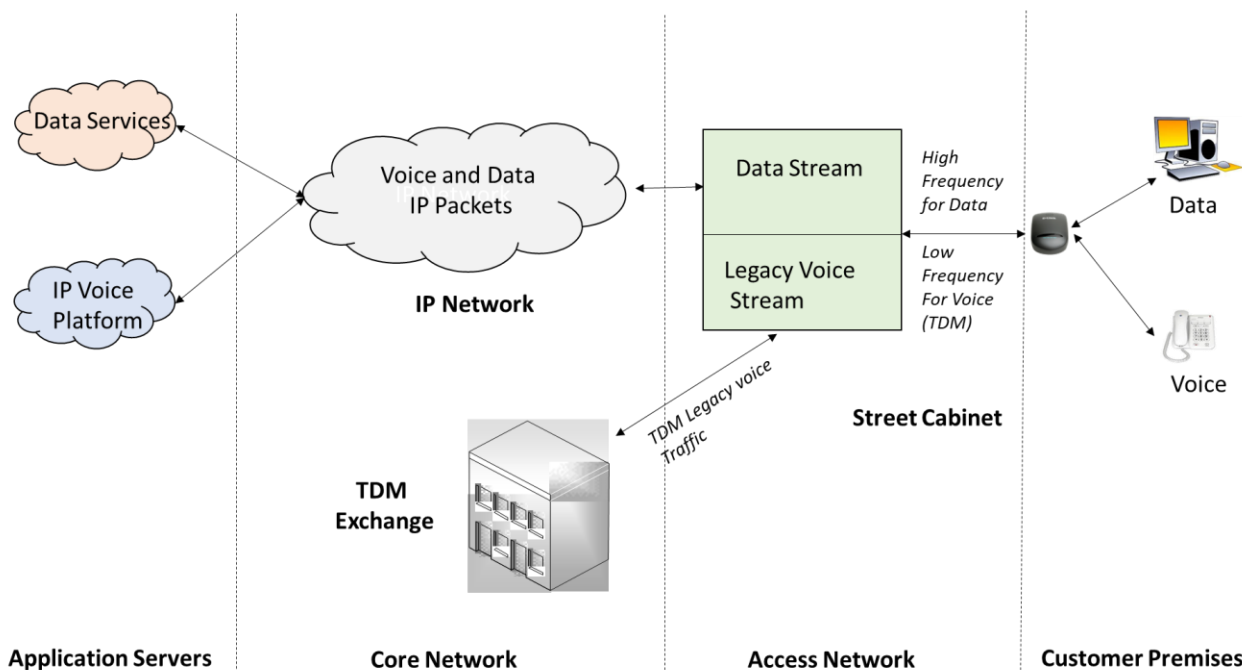 Data Services
IP Voice
Platform
Voice and Data
IP Network
IP Packets
IP Network
TDM
Exchange
TDM Legacy voice
Traffic
Data Stream
Legacy Voice
Stream
Street Cabinet
High
Frequency
for Data
Low
Frequency
For Voice
(TDM)
Data
Voice
Application Servers
Core Network
Access Network
Customer Premises